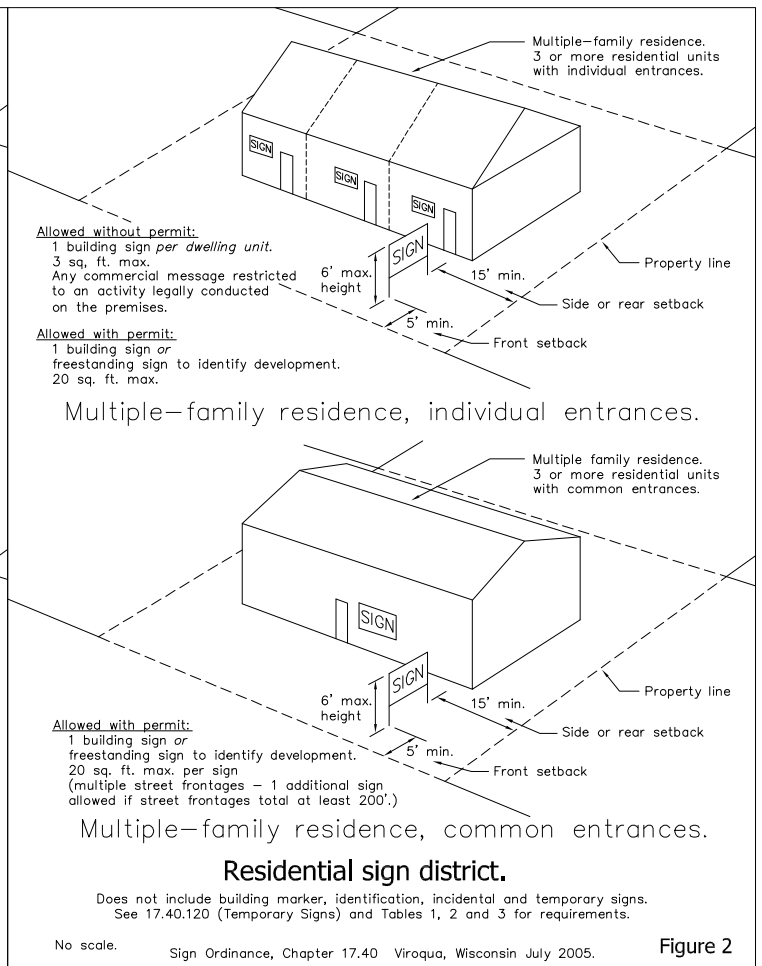 Multiple-family residence.
3 or more residential units
with individual entrances.
SIGN
SIGN
SIGN
SIGN
Allowed without permit:
1 building sign per dwelling unit.
3 sq, ft. max.
Any commercial message restricted
to an activity legally conducted
on the premises.
6' max.
height
15' min.
5' min.
Property line
Side or rear setback
Front setback
Allowed with permit:
1 building sign or
freestanding sign to identify development.
20 sq. ft. max.
Multiple-family residence, individual entrances.
Multiple family residence.
3 or more residential units
with common entrances.
SIGN
SIGN
6' max.
height
15' min.
5' min.
Property line
Side or rear setback
Front setback
Allowed with permit:
1 building sign or
freestanding sign to identify development.
20 sq. ft. max. per sign
(multiple street frontages - 1 additional sign
allowed if street frontages total at least 200'.)
Multiple-family residence, common entrances.
Residential sign district.
Does not include building marker, identification, incidental and temporary signs.
See 17.40.120 (Temporary Signs) and Tables 1, 2 and 3 for requirements.
No scale.
Sign Ordinance, Chapter 17.40 Viroqua, Wisconsin July 2005.
Figure 2